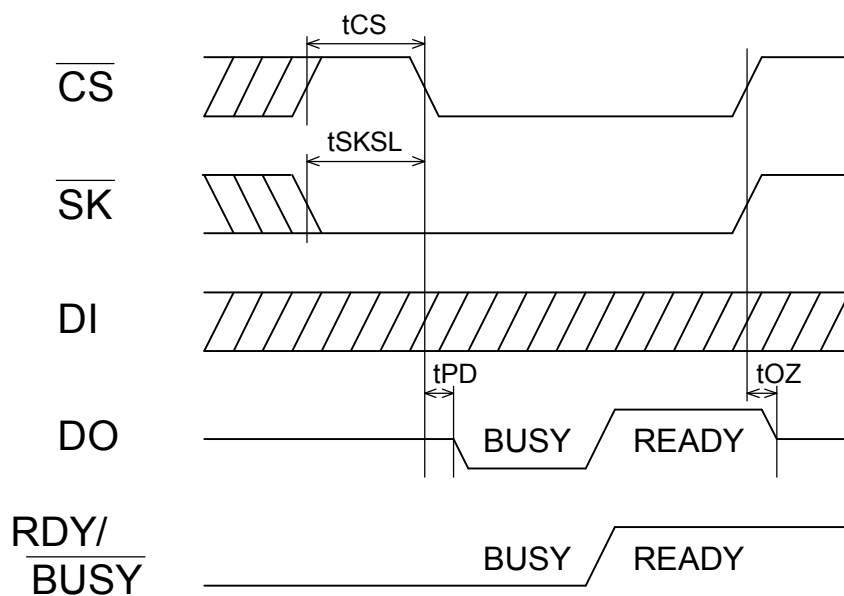 tCS
CS
tSKSL
SK
DI
tPD
tOZ
DO
BUSY READY
RDY/
BUSY
BUSY READY